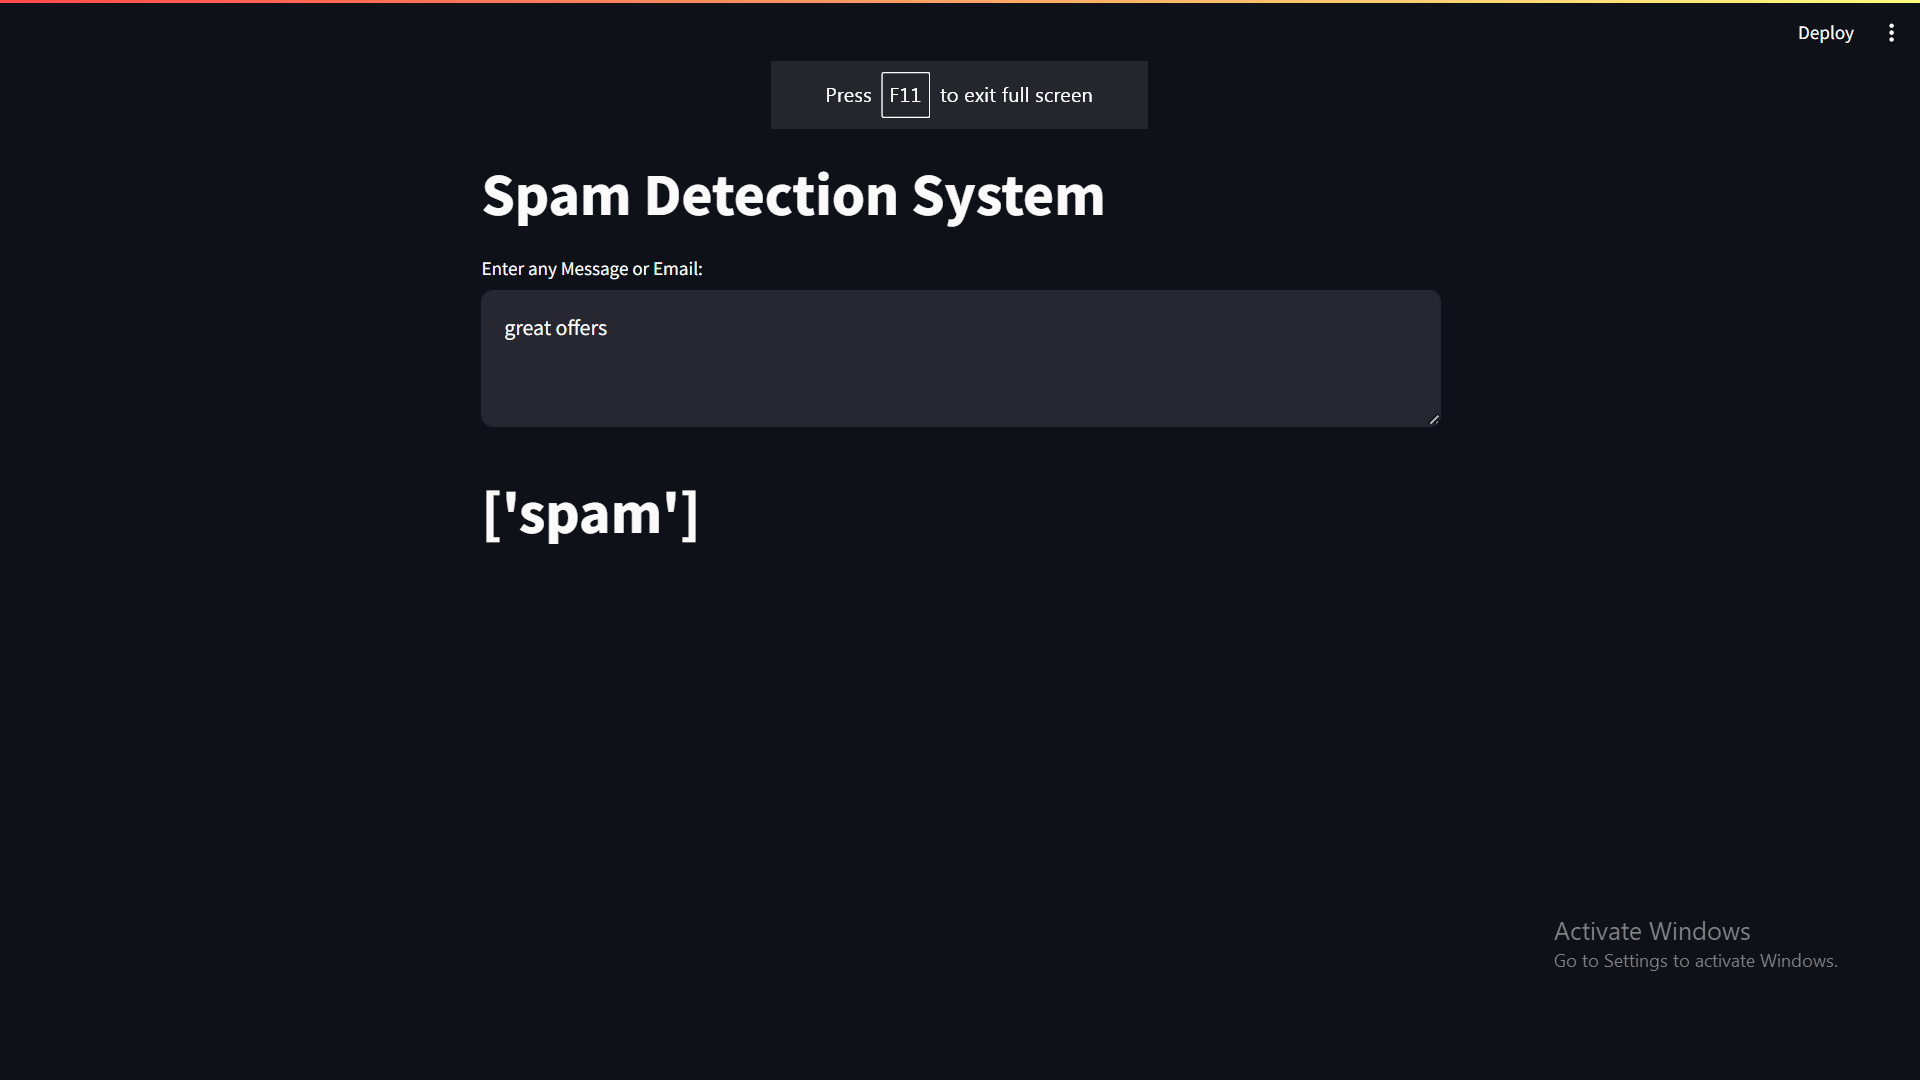 Deploy
Press F11 to exit full screen
Spam Detection System
Enter any Message or Email:
great offers
['spam']
Activate Windows
Go to Settings to activate Windows.